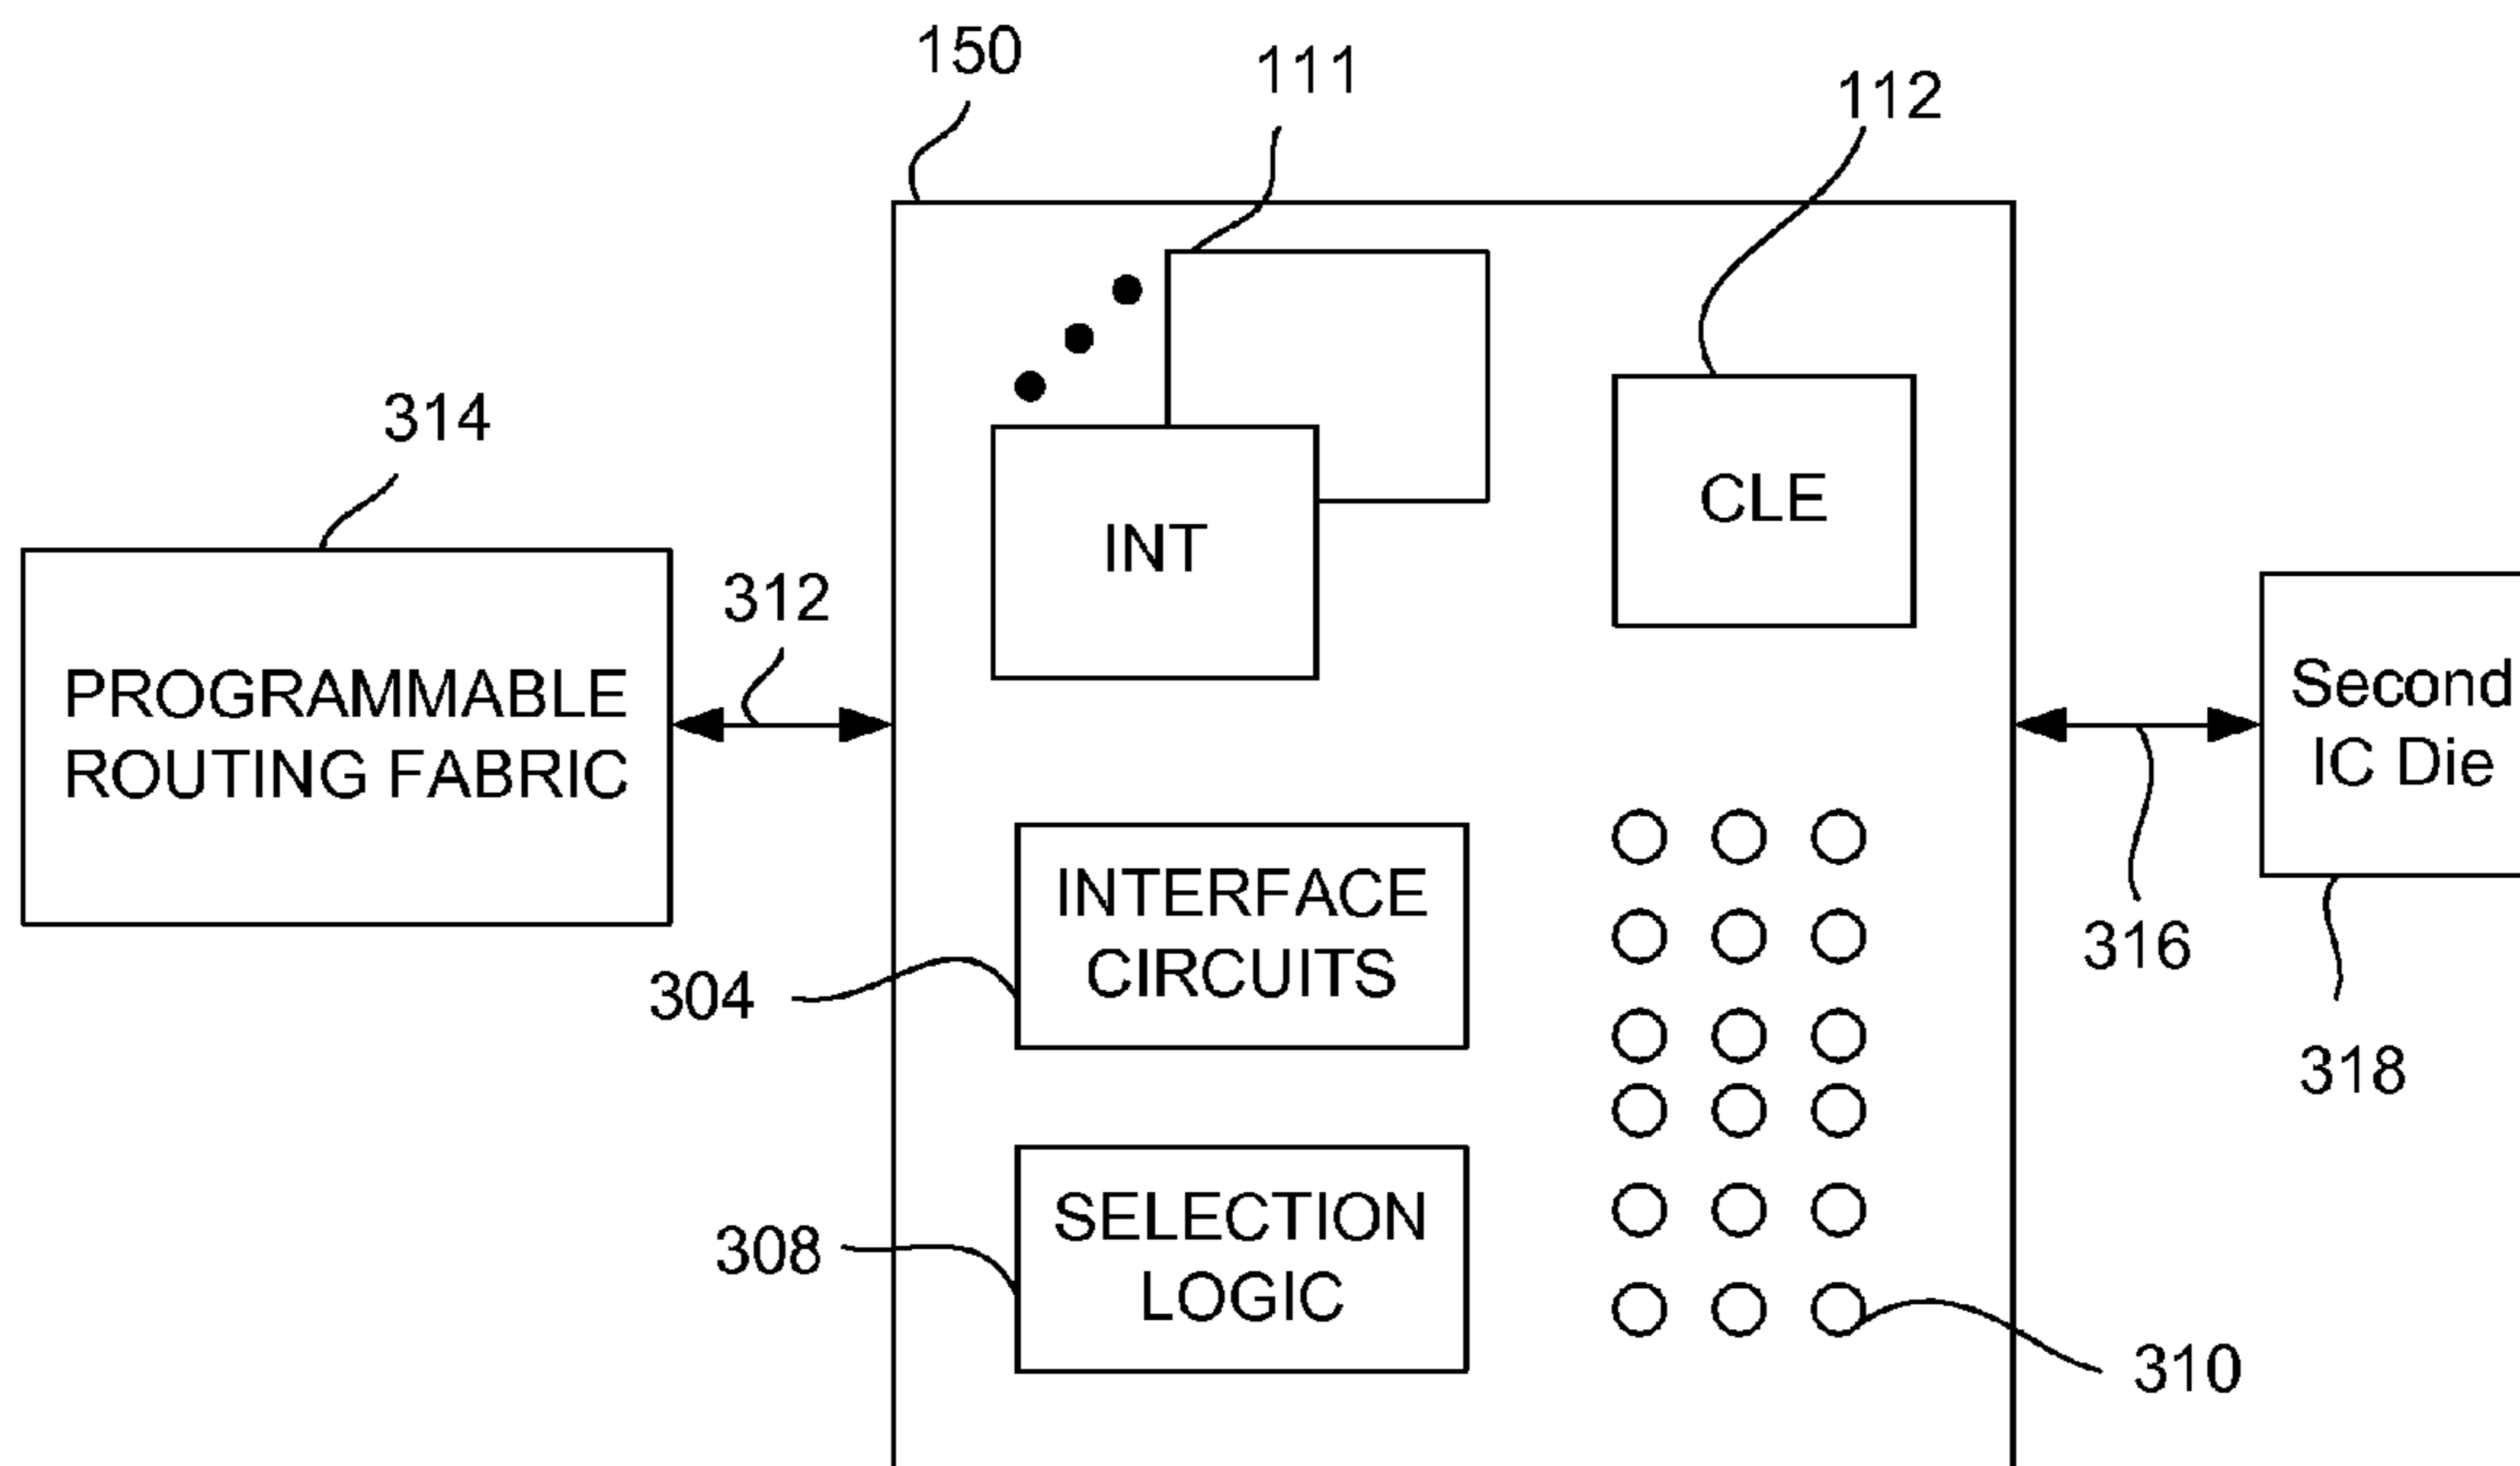 150
111
112
314
CLE
INT
312
PROGRAMMABLE
ROUTING FABRIC
Second
IC Die
INTERFACE
CIRCUITS
316
304
318
SELECTION
LOGIC
308
310